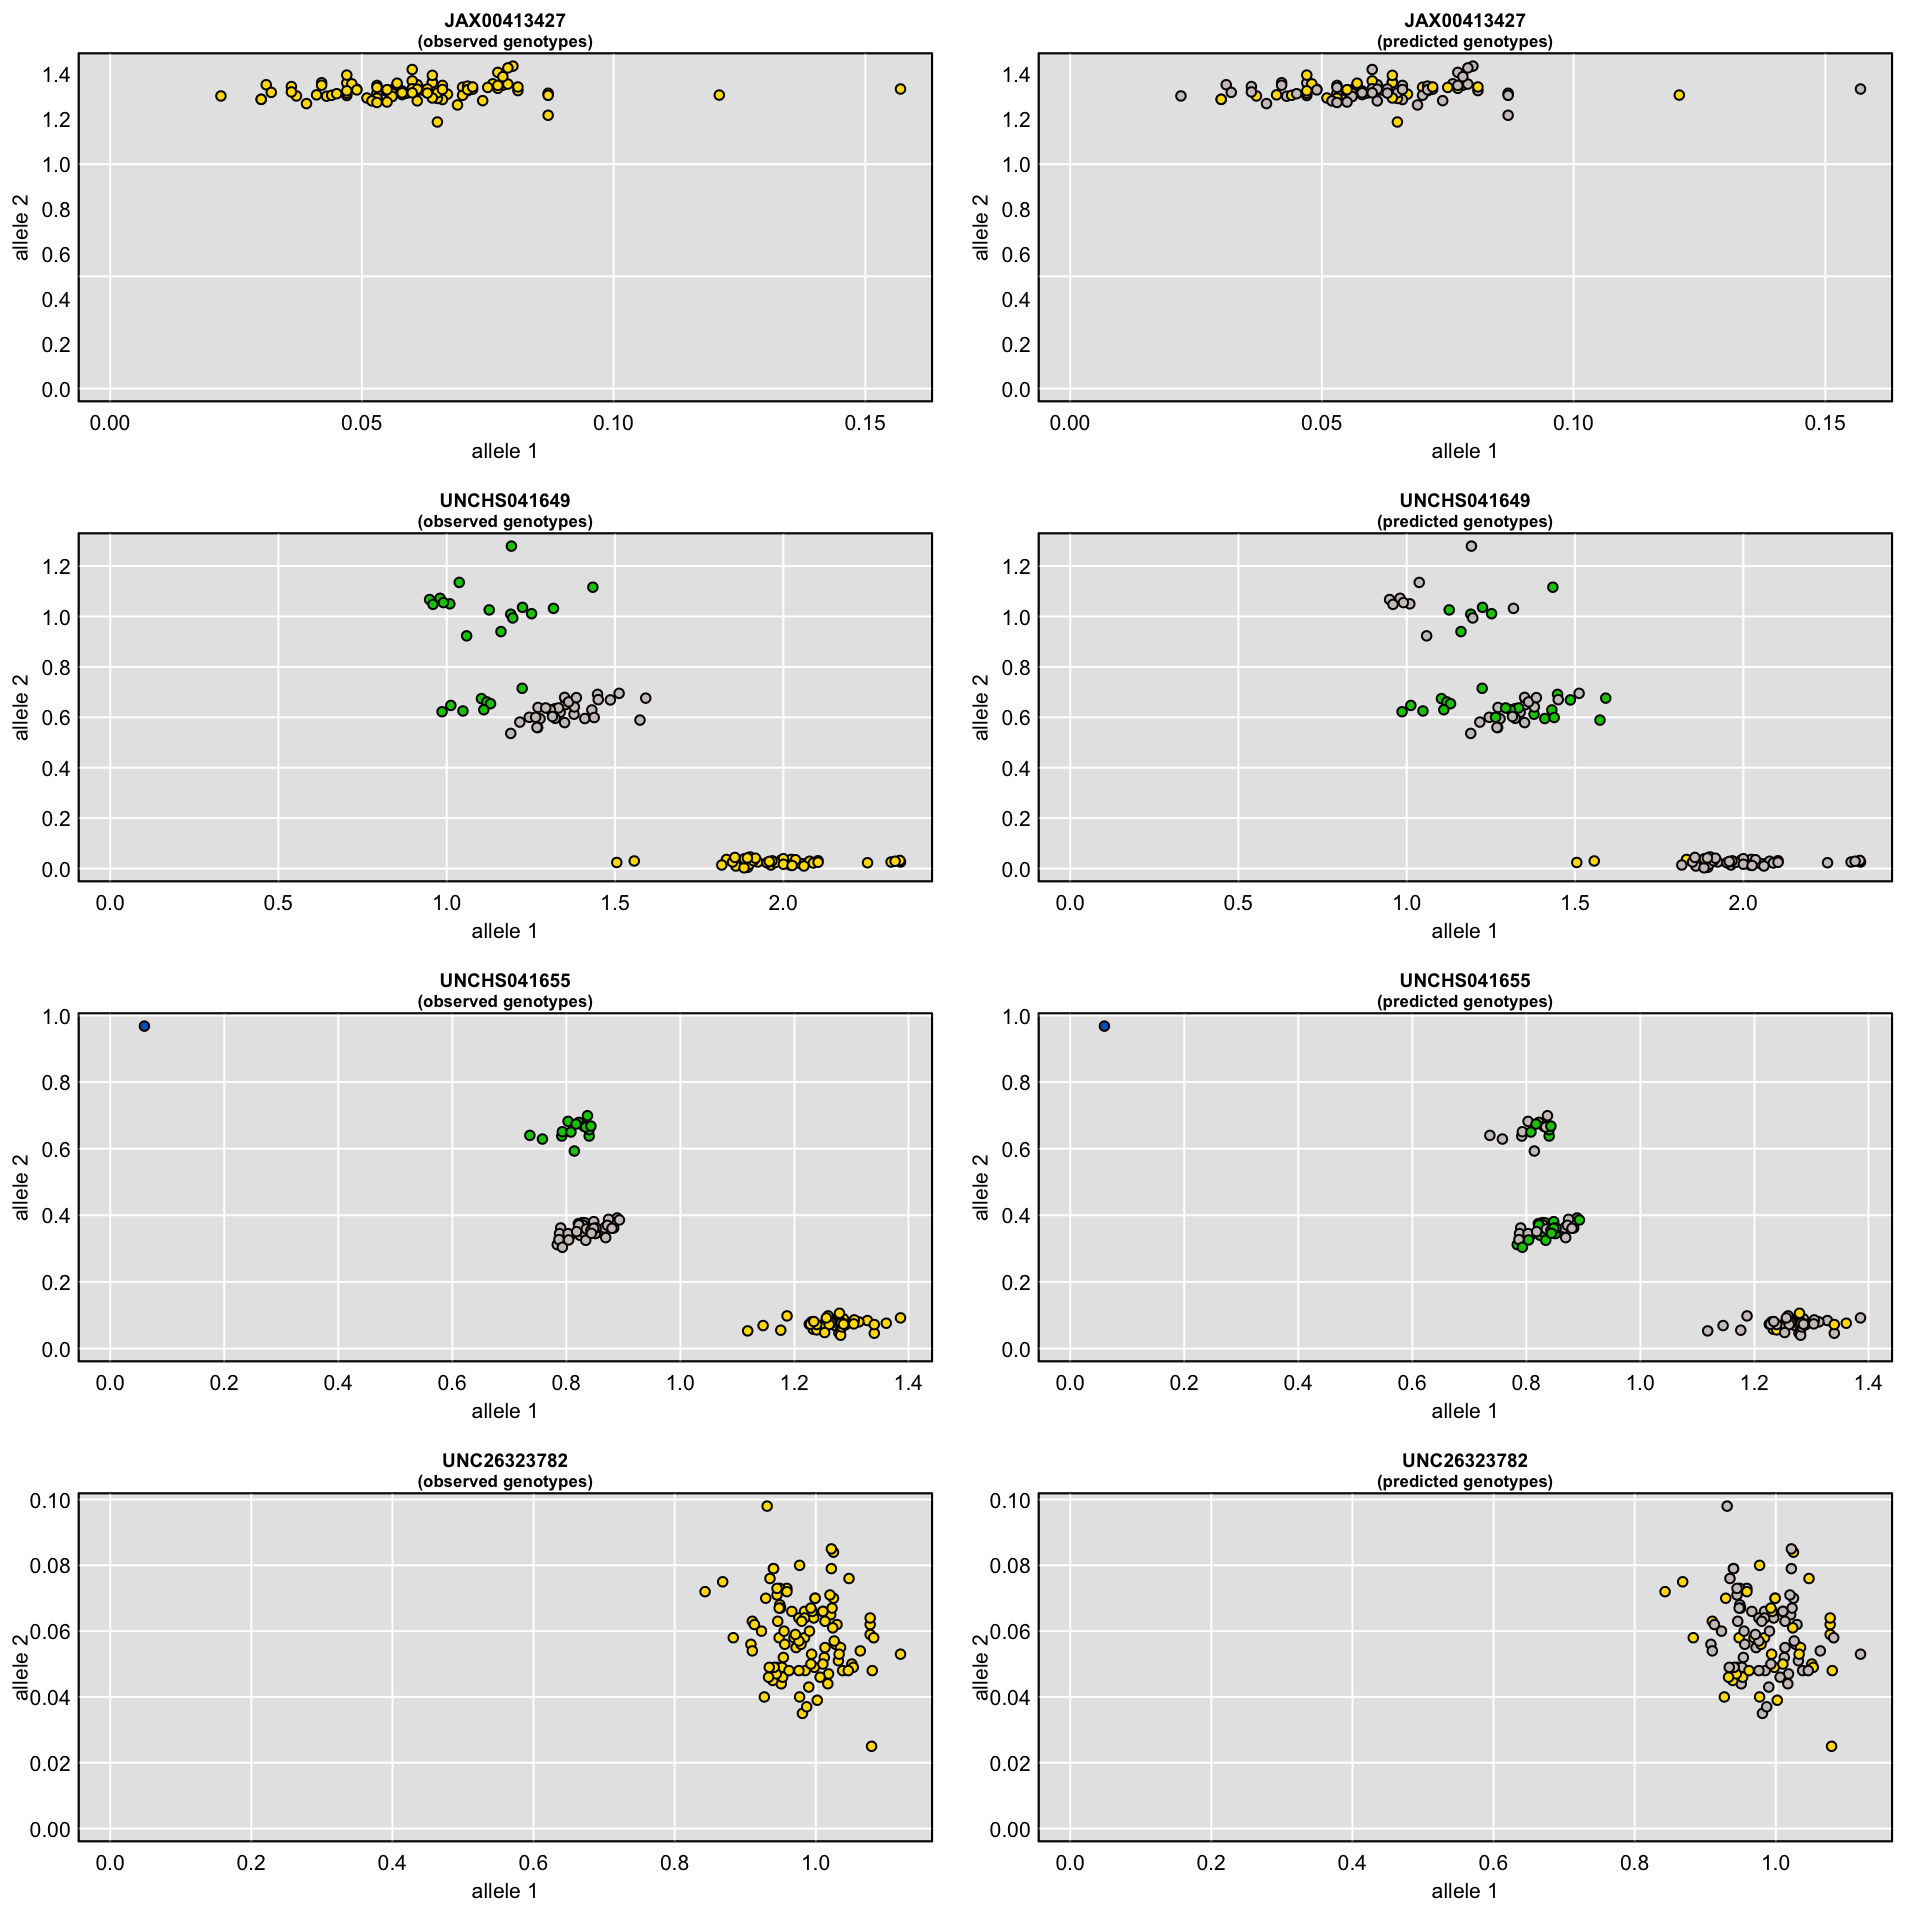 JAX00413427
(observed genotypes)
allele 2
1.4
1.2
1.0
0.8
0.6
0.4
0.2
0.0
0.00 0.05 0.10 0.15
allele 1
JAX00413427
(predicted genotypes)
allele 2
1.4
1.2
1.0
0.8
0.6
0.4
0.2
0.0
0.00 0.05 0.10 0.15
allele 1
UNCHS041649
(observed genotypes)
allele 2
1.2
1.0
0.8
0.6
0.4
0.2
0.0
0.0 0.5 1.0 1.5 2.0
allele 1
UNCHS041649
(predicted genotypes)
allele 2
1.2
1.0
0.8
0.6
0.4
0.2
0.0
0.0 0.5 1.0 1.5 2.0
allele 1
UNCHS041655
(observed genotypes)
allele 2
1.0
0.8
0.6
0.4
0.2
0.0
0.0 0.2 0.4 0.6 0.8 1.0 1.2 1.4
allele 1
UNCHS041655
(predicted genotypes)
allele 2
1.0
0.8
0.6
0.4
0.2
0.0
0.0 0.2 0.4 0.6 0.8 1.0 1.2 1.4
allele 1
UNC26323782
(observed genotypes)
allele 2
0.10
0.08
0.06
0.04
0.02
0.00
0.0 0.2 0.4 0.6 0.8 1.0
allele 1
UNC26323782
(predicted genotypes)
allele 2
0.10
0.08
0.06
0.04
0.02
0.00
0.0 0.2 0.4 0.6 0.8 1.0
allele 1